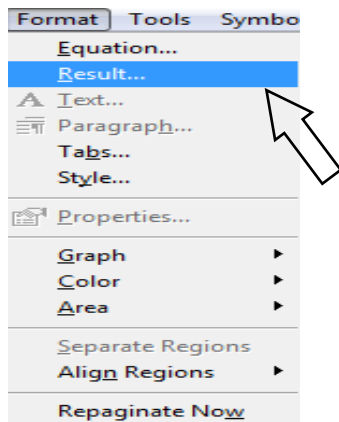 Format Tools Symbo
Equation...
Result...
Text...
Paragraph...
Tabs...
Style...
Properties...
Graph
Color
Area
Separate Regions
Align Regions
Repaginate Now